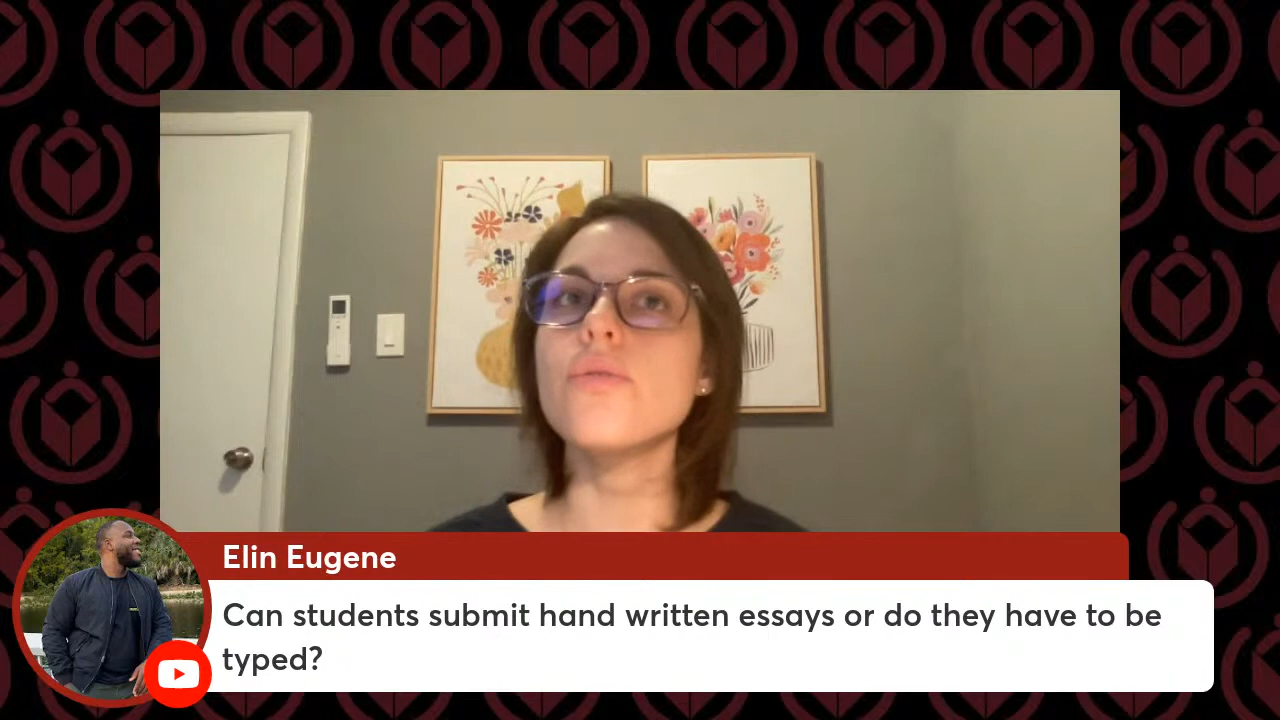 Elin Eugene
Can students submit hand written essays or do they have to be
typed?